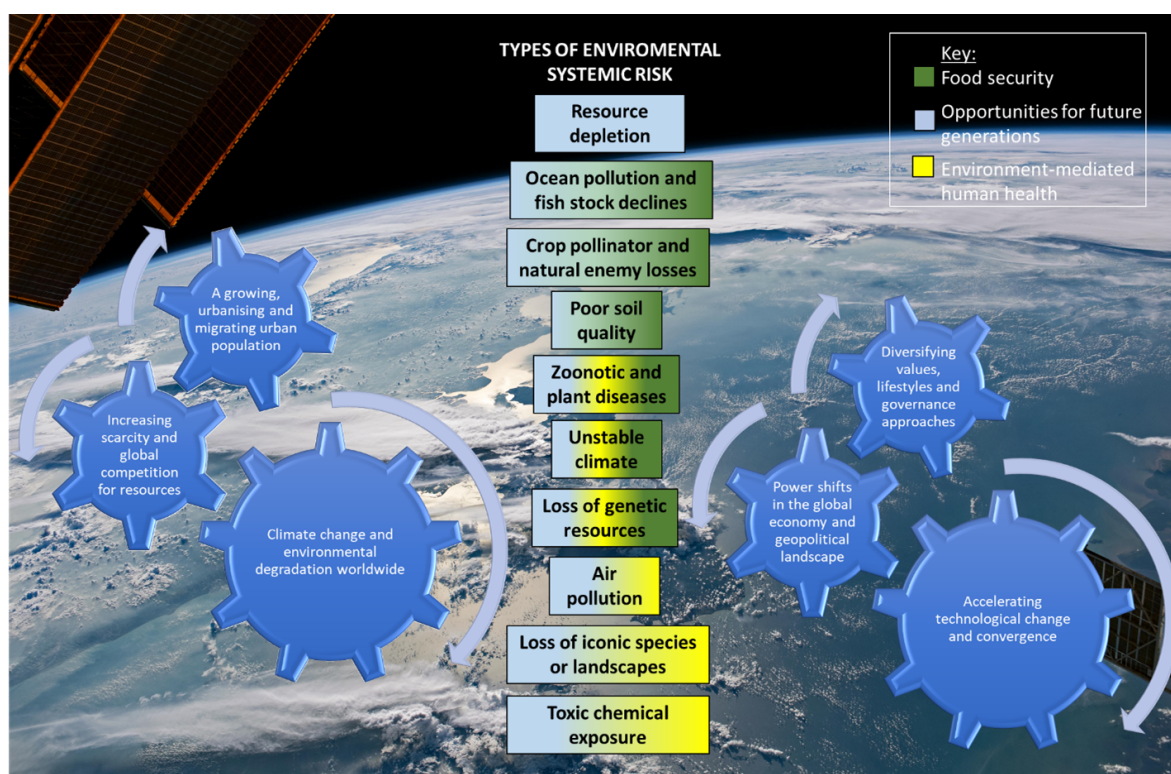 TYPES OF ENVIROMENTAL
SYSTEMIC RISK
Resource
depletion
Ocean pollution and
fish stock declines
Crop pollinator and
natural enemy losses
Poor soil
quality
Zoonotic and
plant diseases
Unstable
climate
Loss of genetic
resources
Air
pollution
Loss of iconic species
or landscapes
Toxic chemical
exposure
Key:
Food security
Opportunities for future
generations
Environment-mediated
human health
A growing,
urbanising and
migrating urban
population
Increasing
scarcity and
global
competition
for resources
Climate change and
environmental
degradation worldwide
Diversifying
values,
lifestyles and
governance
approaches
Power shifts
in the global
economy and
geopolitical
landscape
Accelerating
technological change
and convergence